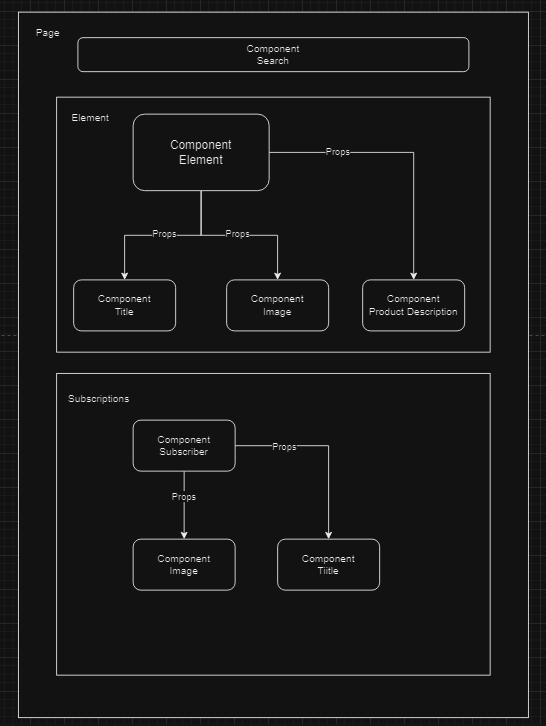 Page
Component
Search
Element
Component
Element
Props
Props
Props
Component
Title
Component
Image
Component
Product Description
Subscriptions
Component
Subscriber
Props
Props
Component
Image
Component
Tiitle